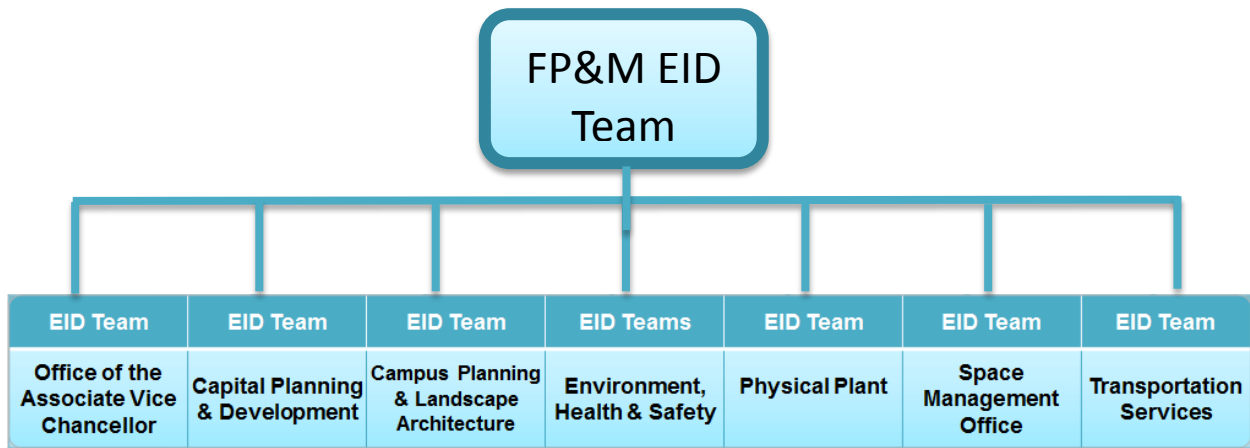 FP&M EID
Team
EID Team
EID Team
EID Team
EID Teams
EID Team
EID Team
EID Team
Office of the
Associate Vice
Chancellor
Capital Planning
& Development
Campus Planning
& Landscape
Architecture
Environment,
Health & Safety
Physical Plant
Space
Management
Office
Transportation
Services